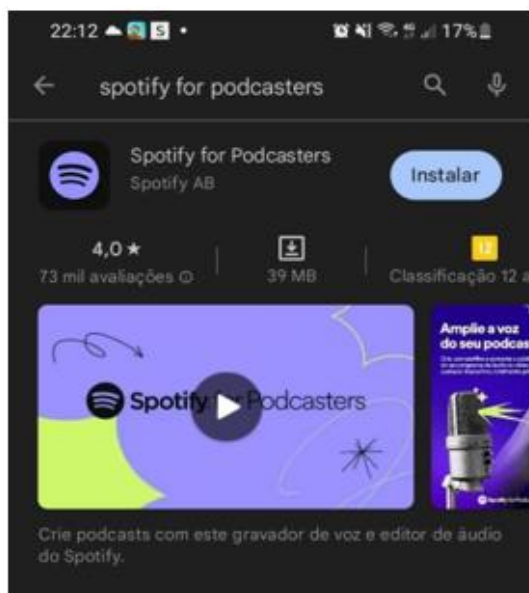 22:12 S
17%
spotify for podcasters
Spotify for Podcasters
Spotify AB
Instalar
4,0 ★
73 mil avaliações
39 MB
12
Classificação 12 a
Spotify for Podcasters
Amplie a voz
do seu podcas
Crie podcasts com este gravador de voz e editor de áudio
do Spotify.